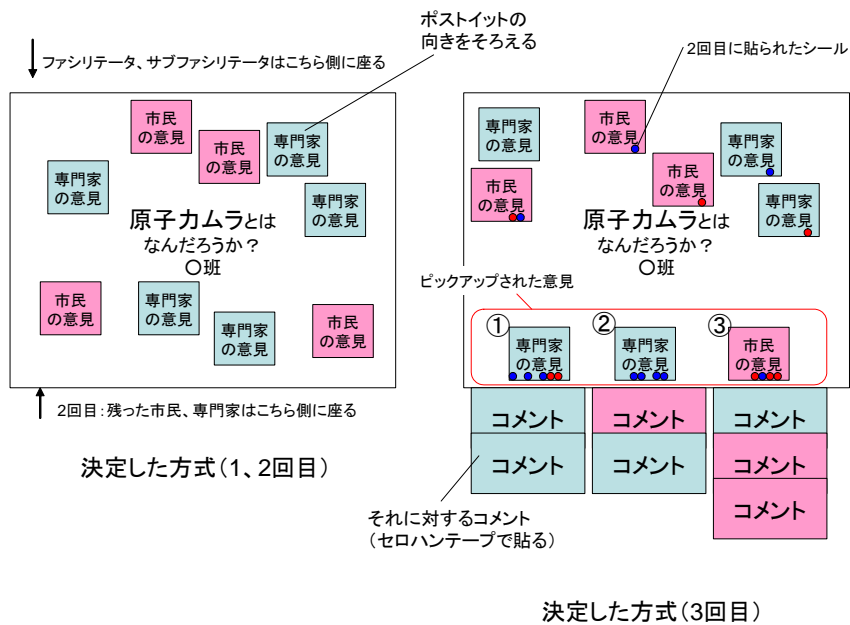 ポストイットの
向きをそろえる
ファシリテータ、サブファシリテータはこちら側に座る
2回目に貼られたシール
市民
の意見
市民
の意見
専門家
の意見
専門家
の意見
専門家
の意見
原子力ムラとは
なんだろうか？
〇班
市民
の意見
専門家
の意見
専門家
の意見
市民
の意見
2回目：残った市民、専門家はこちら側に座る
決定した方式（1、2回目）
専門家
の意見
市民
の意見
専門家
の意見
市民
の意見
市民
の意見
専門家
の意見
原子力ムラとは
なんだろうか？
〇班
ピックアップされた意見
①
専門家
の意見
②
専門家
の意見
③
市民
の意見
コメント
コメント
コメント
コメント
コメント
コメント
コメント
それに対するコメント
（セロハンテープで貼る）
決定した方式（3回目）